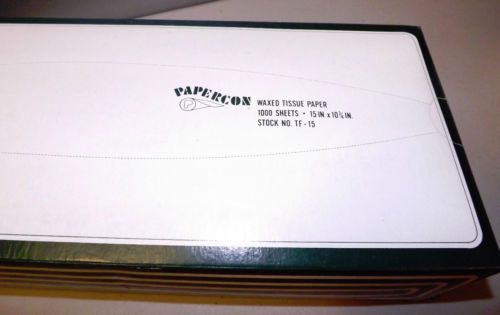 PAPERCON
WAXED TISSUE PAPER
1000 SHEETS • 15 IN x 10¾ IN.
STOCK NO. TF-15